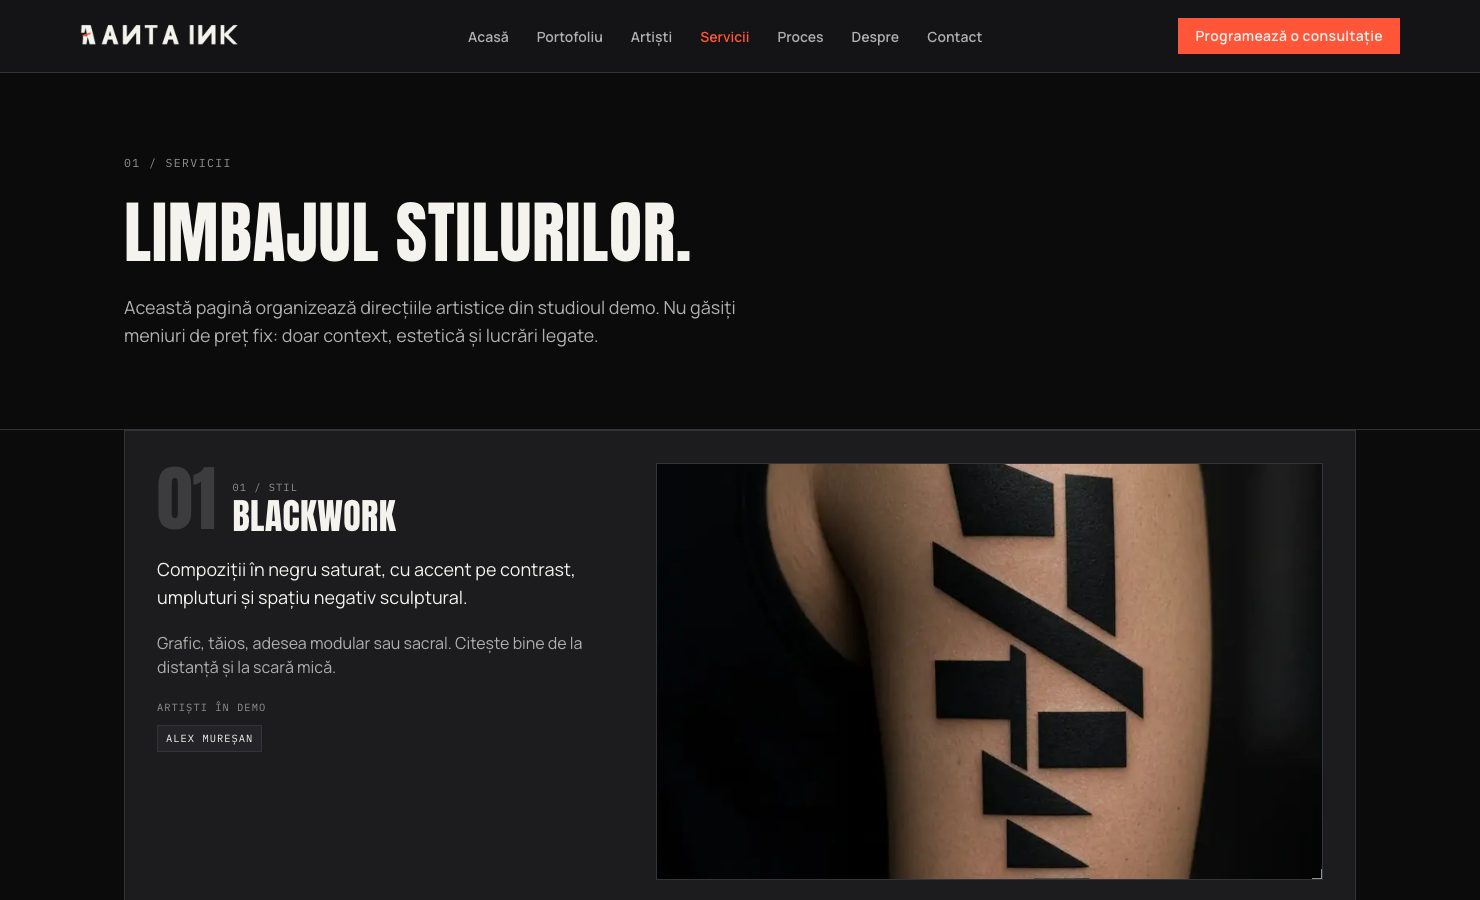 ANTA INK
Acasă
Portofoliu
Artiști
Servicii
Proces
Despre
Contact
Programează o consultație
01 / SERVICII
LIMBAJUL STILURILOR.
Această pagină organizează direcțiile artistice din studioul demo. Nu găsiți
meniuri de preț fix: doar context, estetică și lucrări legate.
01
01 / STIL
BLACKWORK
Compoziții în negru saturat, cu accent pe contrast,
umpluturi și spațiu negativ sculptural.
Grafic, tăios, adesea modular sau sacral. Citește bine de la
distanță și la scară mică.
ARTIȘTI ÎN DEMO
ALEX MUREȘAN